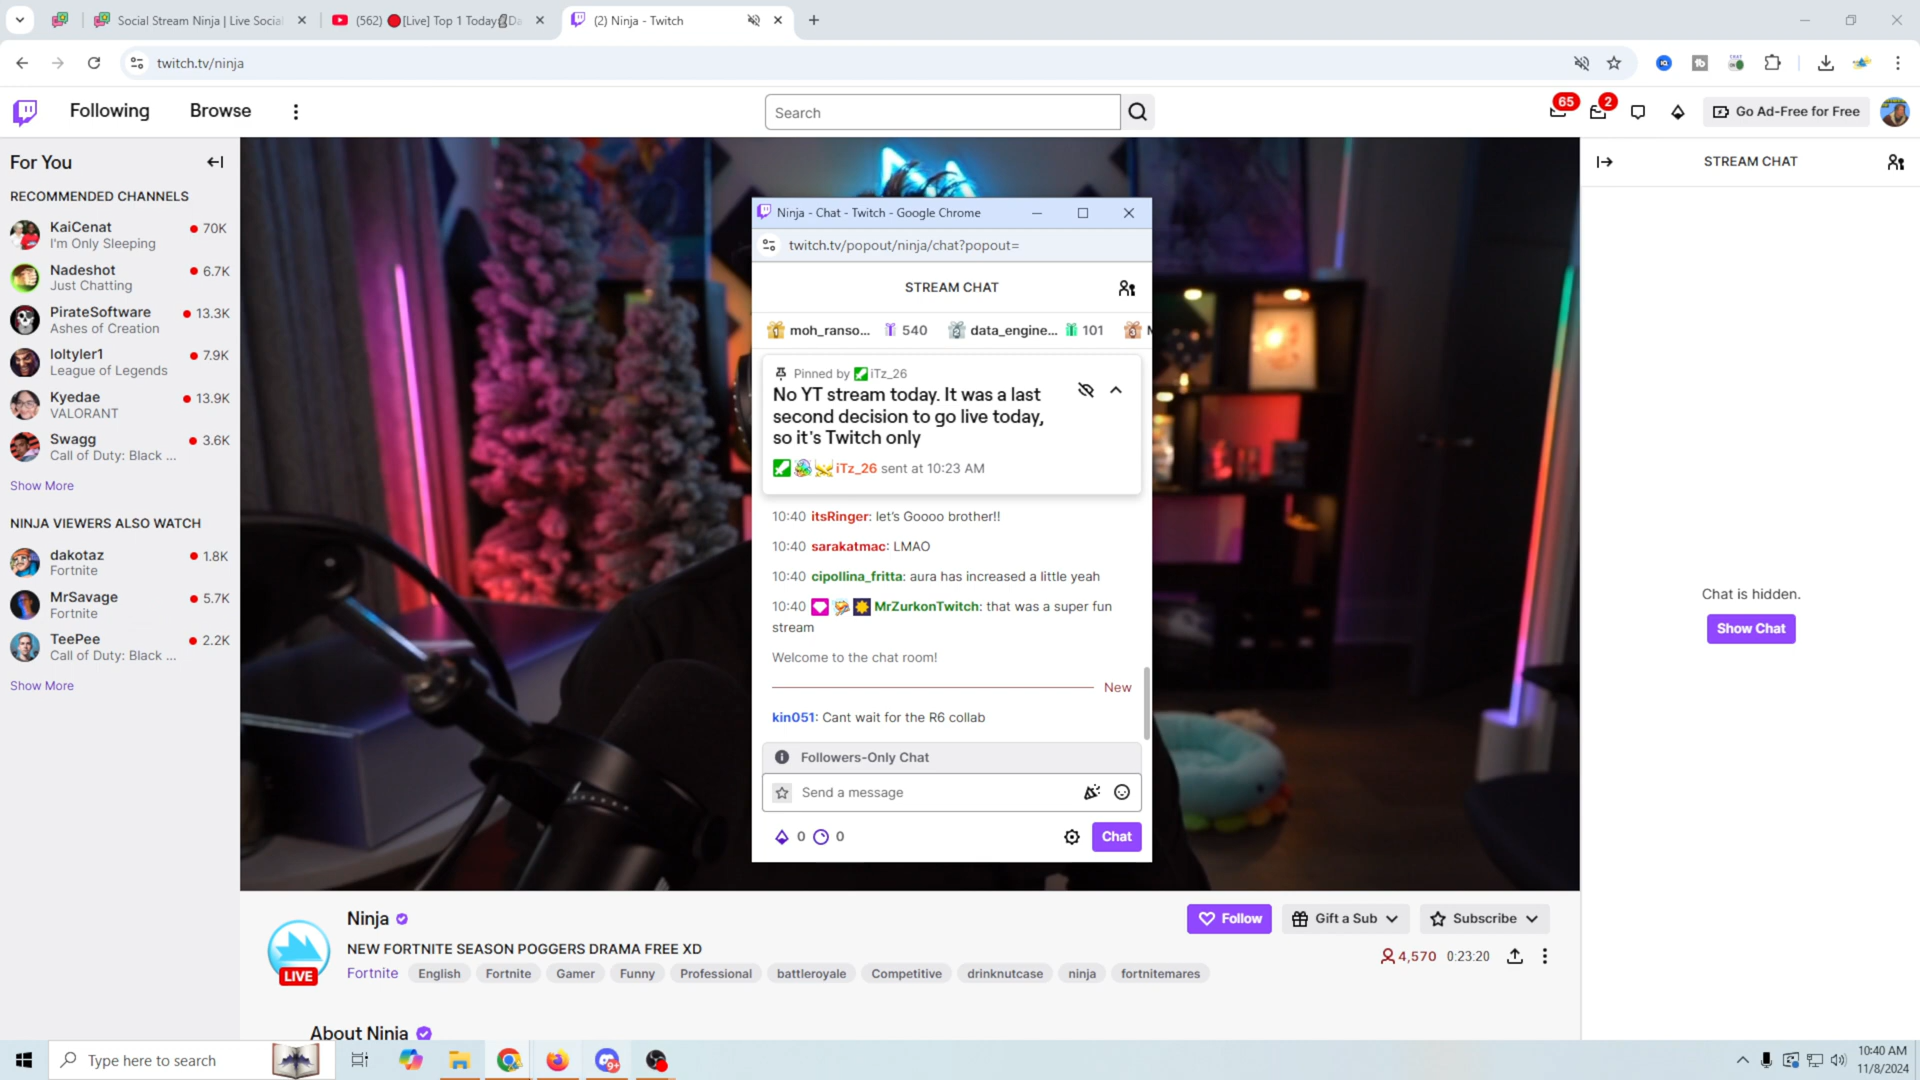 Social Stream Ninja | Live Social
(562) 🔴[Live] Top 1 Today
(2) Ninja - Twitch
twitch.tv/ninja
Following
Browse
Search
65
2
Go Ad-Free for Free
For You
RECOMMENDED CHANNELS
KaiCenat
70K
I'm Only Sleeping
Nadeshot
6.7K
Just Chatting
PirateSoftware
13.3K
Ashes of Creation
loltyler1
7.9K
League of Legends
Kyedae
13.9K
VALORANT
Swagg
3.6K
Call of Duty: Black ...
Show More
NINJA VIEWERS ALSO WATCH
dakotaz
1.8K
Fortnite
MrSavage
5.7K
Fortnite
TeePee
2.2K
Call of Duty: Black ...
Show More
Ninja - Chat - Twitch - Google Chrome
twitch.tv/popout/ninja/chat?popout=
STREAM CHAT
1 moh_ranso... 540 2 data_engine... 101 3
Pinned by iTz_26
No YT stream today. It was a last
second decision to go live today,
so it's Twitch only
iTz_26 sent at 10:23 AM
10:40 itsRinger: let's Goooo brother!!
10:40 sarakatmac: LMAO
10:40 cipollina_fritta: aura has increased a little yeah
10:40 MrZurkonTwitch: that was a super fun
stream
Welcome to the chat room!
New
kin051: Cant wait for the R6 collab
Followers-Only Chat
Send a message
0 0
Chat
STREAM CHAT
Chat is hidden.
Show Chat
LIVE
Ninja
NEW FORTNITE SEASON POGGERS DRAMA FREE XD
Fortnite English Fortnite Gamer Funny Professional battleroyale Competitive drinknutcase ninja fortnitemares
Follow
Gift a Sub
Subscribe
4,570 0:23:20
About Ninja
Type here to search
9+
10:40 AM
11/8/2024